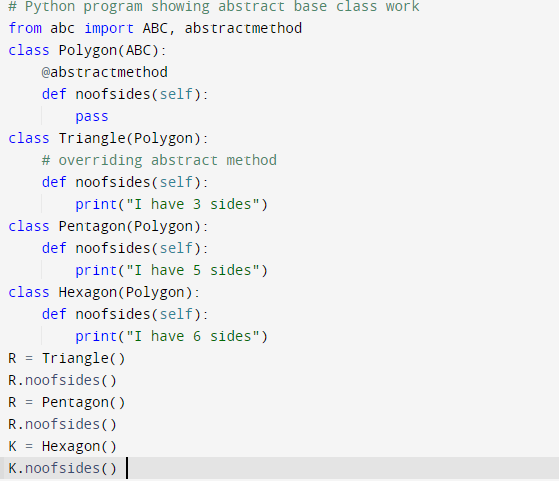 # Python program showing abstract base class work
from abc import ABC, abstractmethod
class Polygon(ABC):
    @abstractmethod
    def noofsides(self):
        pass
class Triangle(Polygon):
    # overriding abstract method
    def noofsides(self):
        print("I have 3 sides")
class Pentagon(Polygon):
    def noofsides(self):
        print("I have 5 sides")
class Hexagon(Polygon):
    def noofsides(self):
        print("I have 6 sides")
R = Triangle()
R.noofsides()
R = Pentagon()
R.noofsides()
K = Hexagon()
K.noofsides()